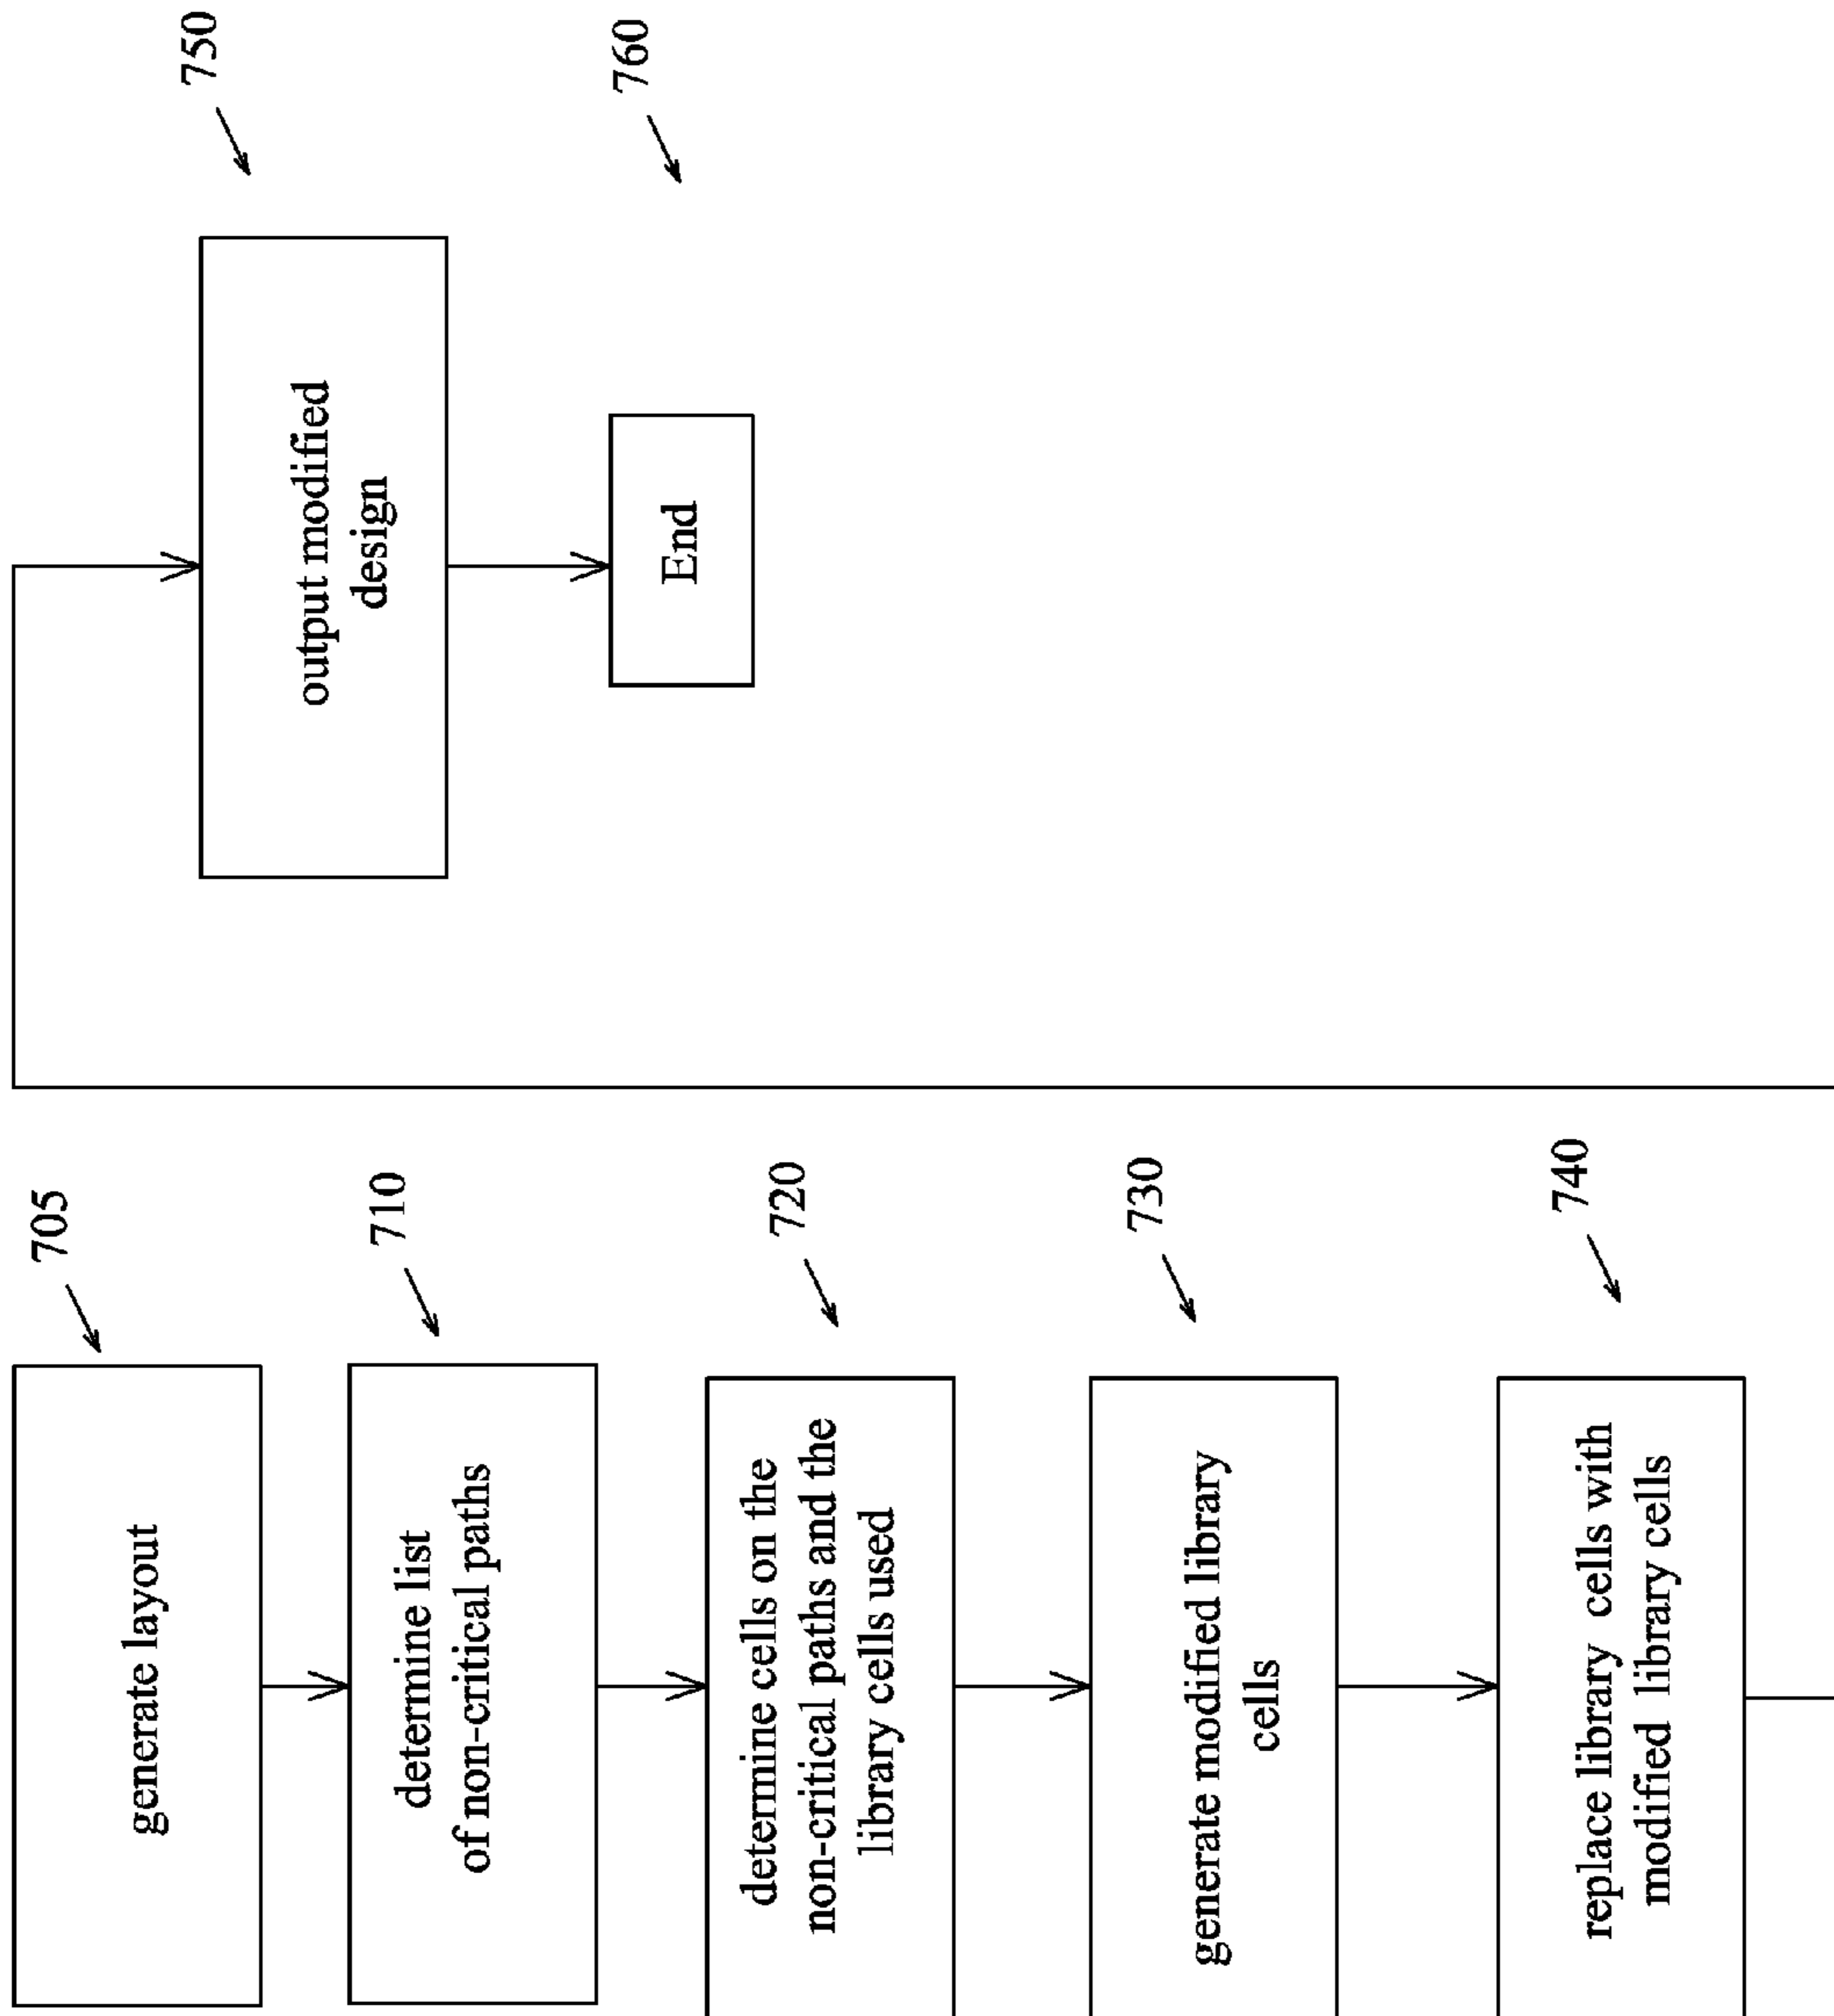 705
generate layout
710
determine list
of non-critical paths
720
determine cells on the
non-critical paths and the
library cells used
730
generate modified library
cells
740
replace library cells with
modified library cells
750
output modified
design
760
End